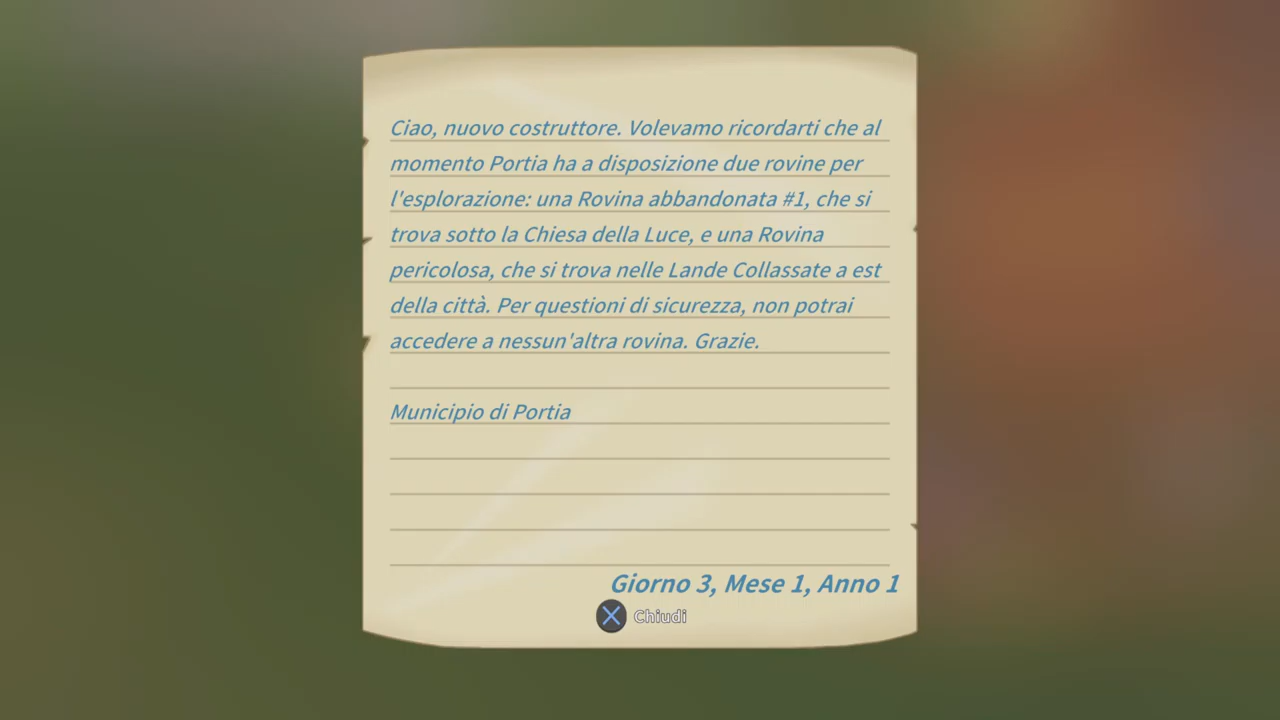 Ciao, nuovo costruttore. Volevamo ricordarti che al
momento Portia ha a disposizione due rovine per
l'esplorazione: una Rovina abbandonata #1, che si
trova sotto la Chiesa della Luce, e una Rovina
pericolosa, che si trova nelle Lande Collassate a est
della città. Per questioni di sicurezza, non potrai
accedere a nessun'altra rovina. Grazie.
Municipio di Portia
Giorno 3, Mese 1, Anno 1
Chiudi